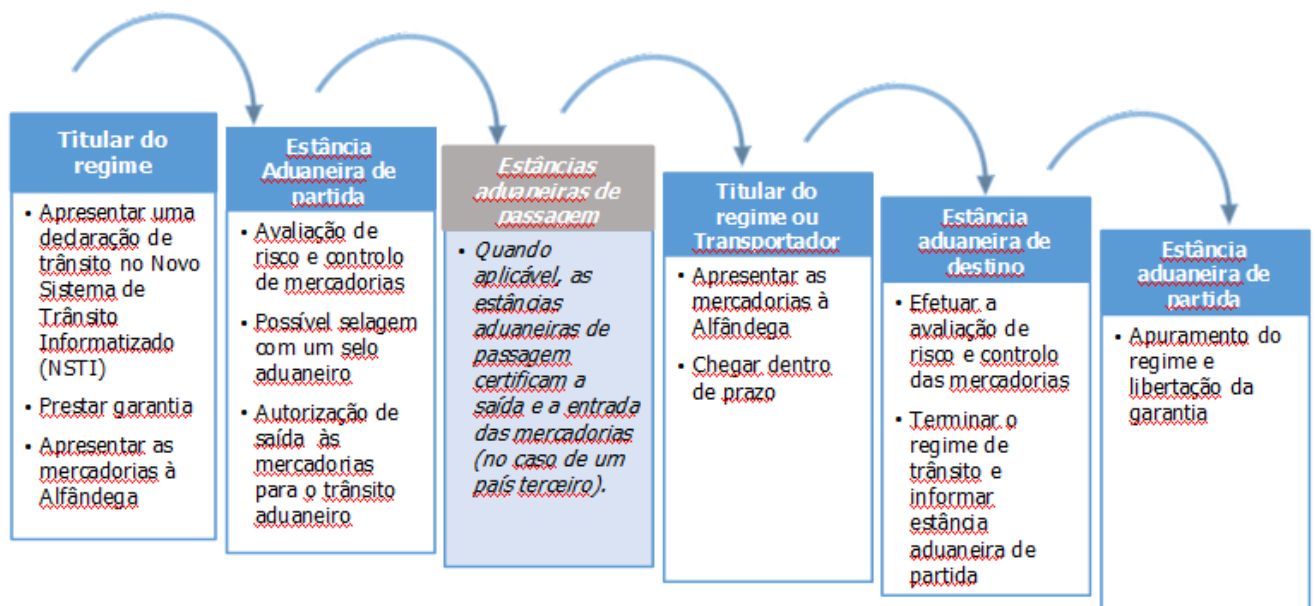 Titular do
regime
• Apresentar uma
declaração de
trânsito no Novo
Sistema de
Trânsito
Informatizado
(NSTI)
• Prestar garantia
• Apresentar as
mercadorias à
Alfândega
Estância
Aduaneira de
partida
• Avaliação de
risco e controlo
de mercadorias
• Possível selagem
com um selo
aduaneiro
• Autorização de
saída às
mercadorias
para o trânsito
aduaneiro
Estâncias
aduaneiras de
passagem
• Quando
aplicável, as
estâncias
aduaneiras de
passagem
certificam a
saída e a entrada
das mercadorias
(no caso de um
país terceiro).
Titular do
regime ou
Transportador
• Apresentar as
mercadorias à
Alfândega
• Chegar dentro
de prazo
Estância
aduaneira de
destino
• Efetuar a
avaliação de
risco e controlo
das mercadorias
• Terminar o
regime de
trânsito e
informar
estância
aduaneira de
partida
Estância
aduaneira de
partida
• Apuramento do
regime e
libertação da
garantia